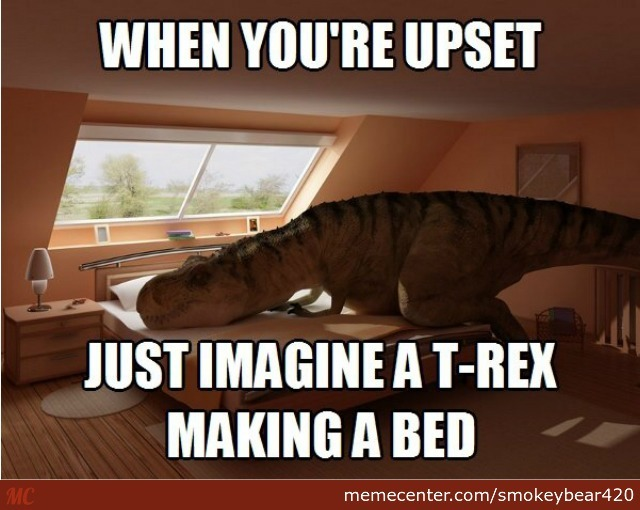 WHEN YOU'RE UPSET
JUST IMAGINE A T-REX
MAKING A BED
MC
memecenter.com/smokeybear420